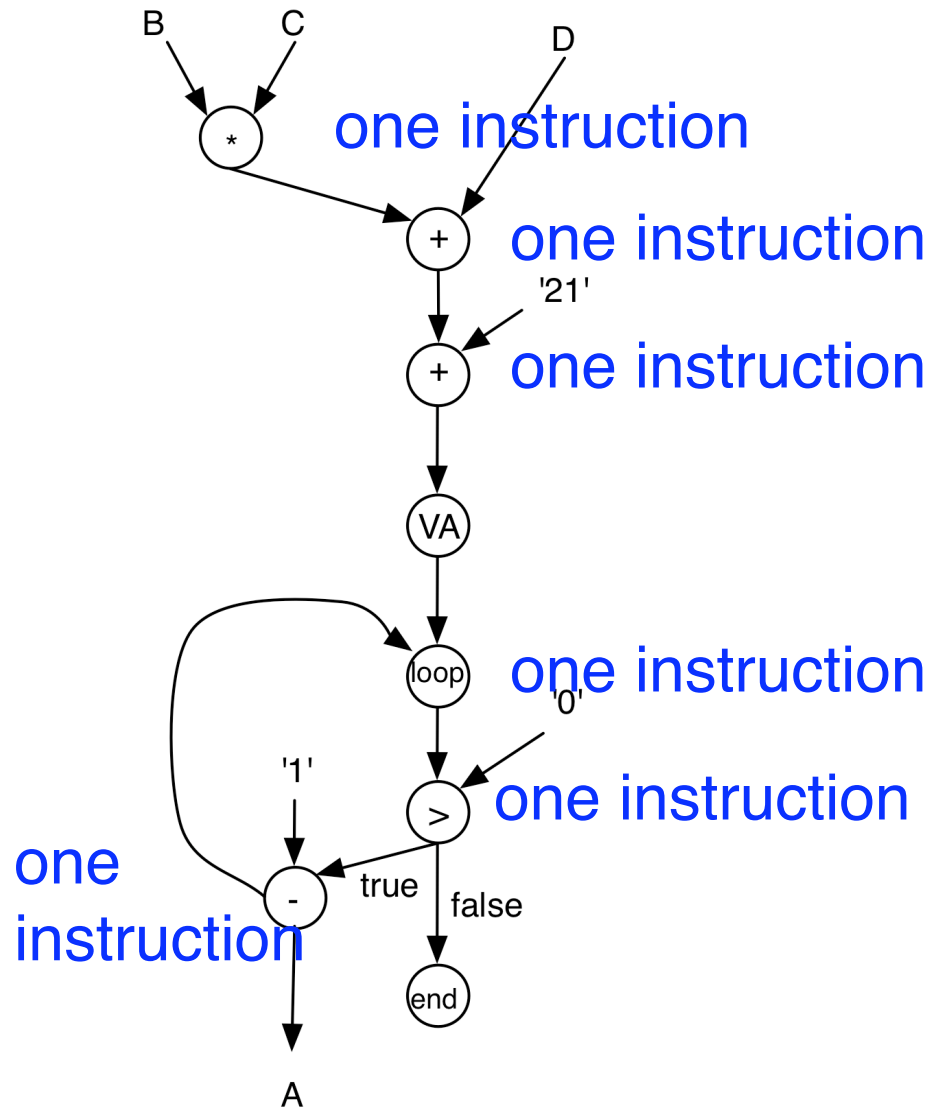 B
C
D
*
one instruction
+
one instruction
'21'
+
one instruction
VA
loop
one instruction
'0'
'1'
>
one instruction
one
instruction
-
true
false
end
A